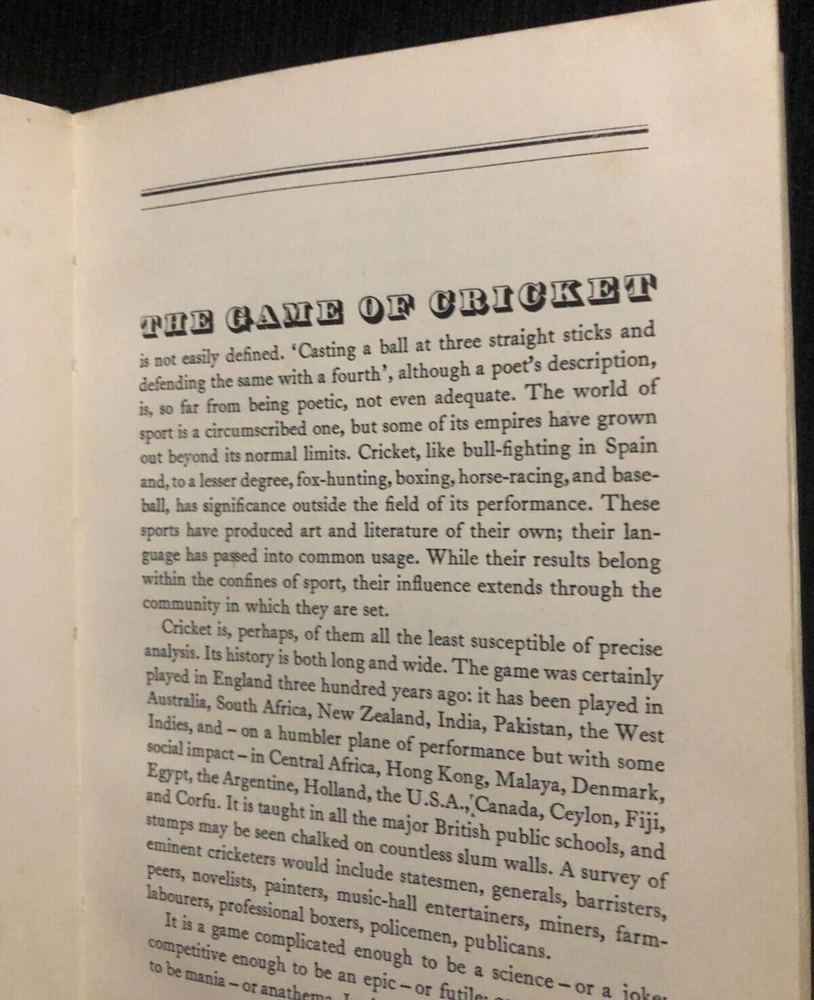 THE GAME OF CRICKET
is not easily defined. ‘Casting a ball at three straight sticks and
defending the same with a fourth’, although a poet’s description,
is, so far from being poetic, not even adequate. The world of
sport is a circumscribed one, but some of its empires have grown
out beyond its normal limits. Cricket, like bull-fighting in Spain
and, to a lesser degree, fox-hunting, boxing, horse-racing, and base-
ball, has significance outside the field of its performance. These
sports have produced art and literature of their own; their lan-
guage has passed into common usage. While their results belong
within the confines of sport, their influence extends through the
community in which they are set.
Cricket is, perhaps, of them all the least susceptible of precise
analysis. Its history is both long and wide. The game was certainly
played in England three hundred years ago: it has been played in
Australia, South Africa, New Zealand, India, Pakistan, the West
Indies, and – on a humbler plane of performance but with some
social impact – in Central Africa, Hong Kong, Malaya, Denmark,
Egypt, the Argentine, Holland, the U.S.A., Canada, Ceylon, Fiji,
and Corfu. It is taught in all the major British public schools, and
stumps may be seen chalked on countless slum walls. A survey of
eminent cricketers would include statesmen, generals, barristers,
peers, novelists, painters, music-hall entertainers, miners, farm-
labourers, professional boxers, policemen, publicans.
It is a game complicated enough to be a science – or a joke;
competitive enough to be an epic – or futile;
to be mania – or anathema.